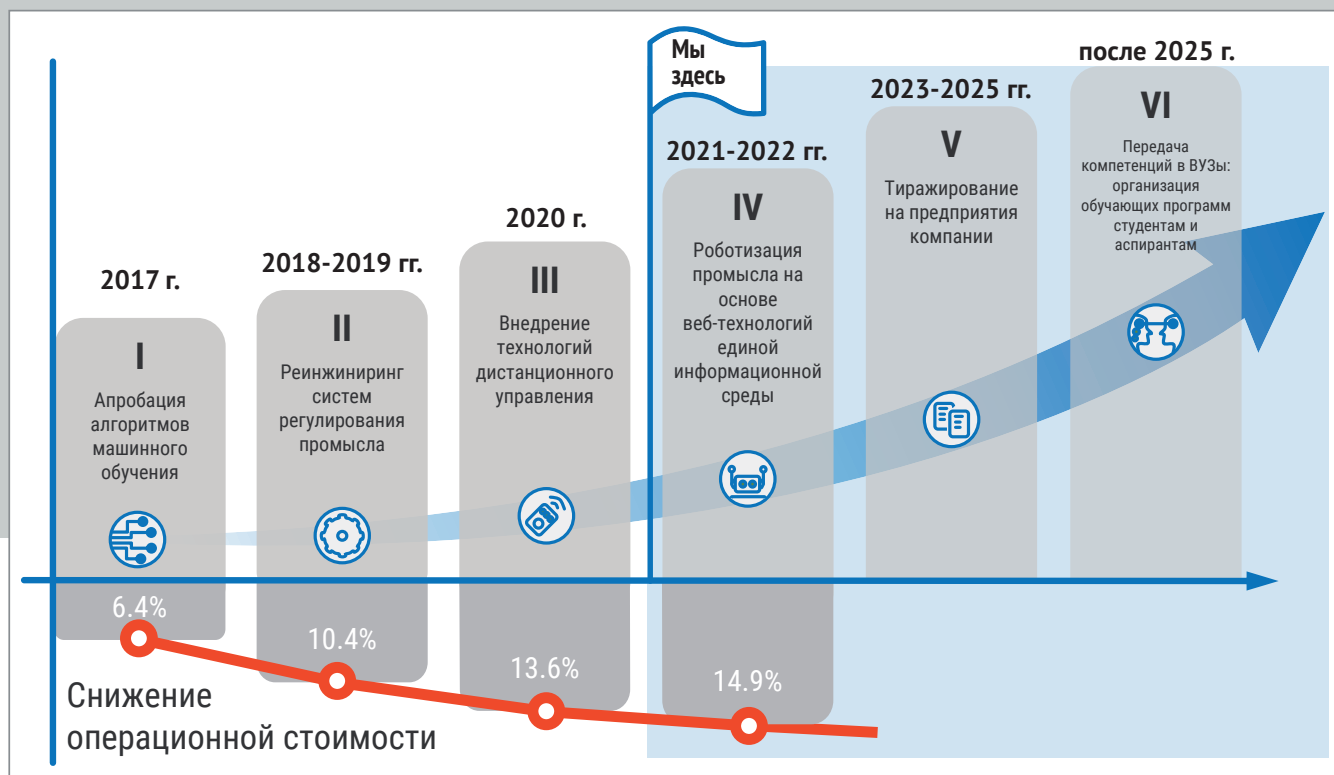 Мы
здесь
2017 г.
I
Апробация
алгоритмов
машинного
обучения
2018-2019 гг.
II
Реинжиниринг
систем
регулирования
промысла
2020 г.
III
Внедрение
технологий
дистанционного
управления
2021-2022 гг.
IV
Роботизация
промысла на
основе
веб-технологий
единой
информационной
среды
2023-2025 гг.
V
Тиражирование
на предприятия
компании
после 2025 г.
VI
Передача
компетенций в ВУЗы:
организация
обучающих программ
студентам и
аспирантам
6.4%
10.4%
13.6%
14.9%
Снижение
операционной стоимости